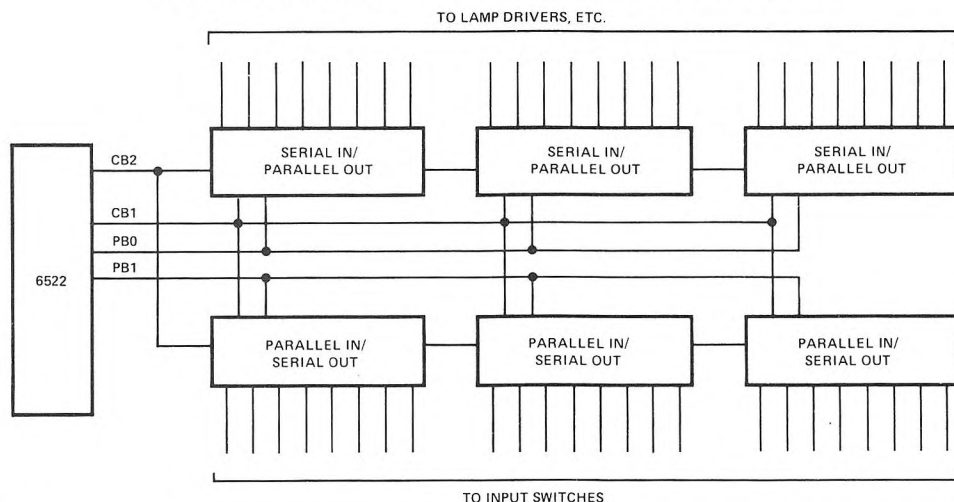 TO LAMP DRIVERS, ETC.
SERIAL IN/
PARALLEL OUT
SERIAL IN/
PARALLEL OUT
SERIAL IN/
PARALLEL OUT
CB2
CB1
PB0
PB1
6522
PARALLEL IN/
SERIAL OUT
PARALLEL IN/
SERIAL OUT
PARALLEL IN/
SERIAL OUT
TO INPUT SWITCHES